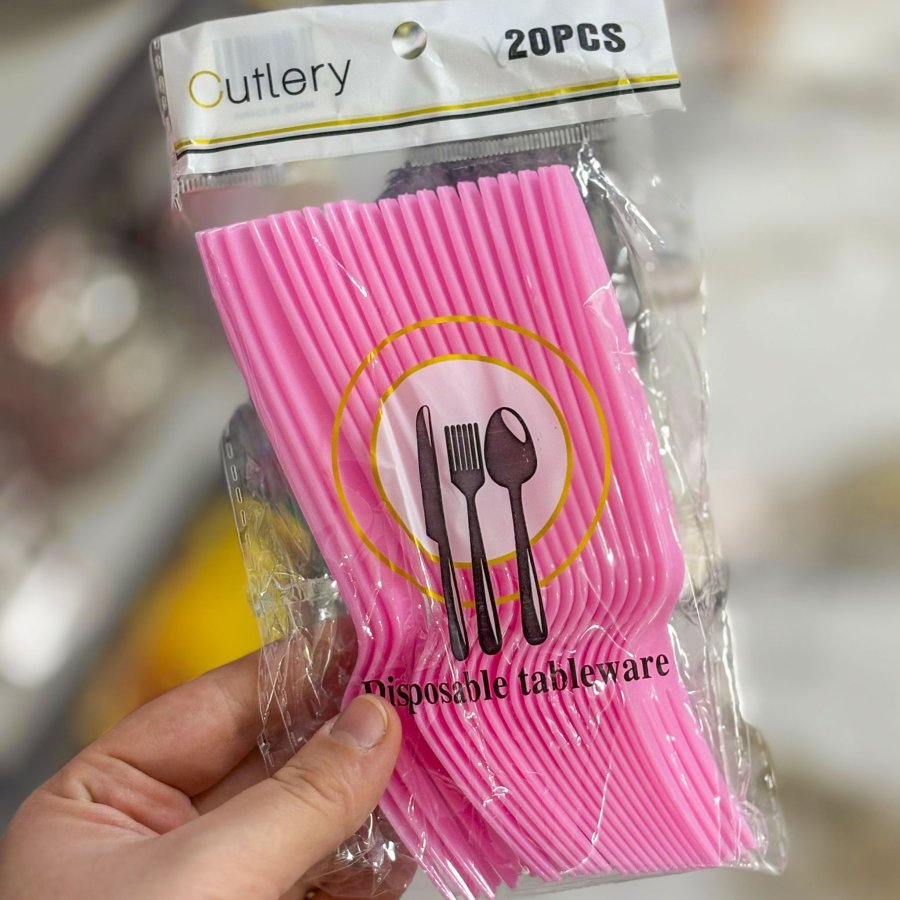 Cutlery
20PCS
Disposable tableware